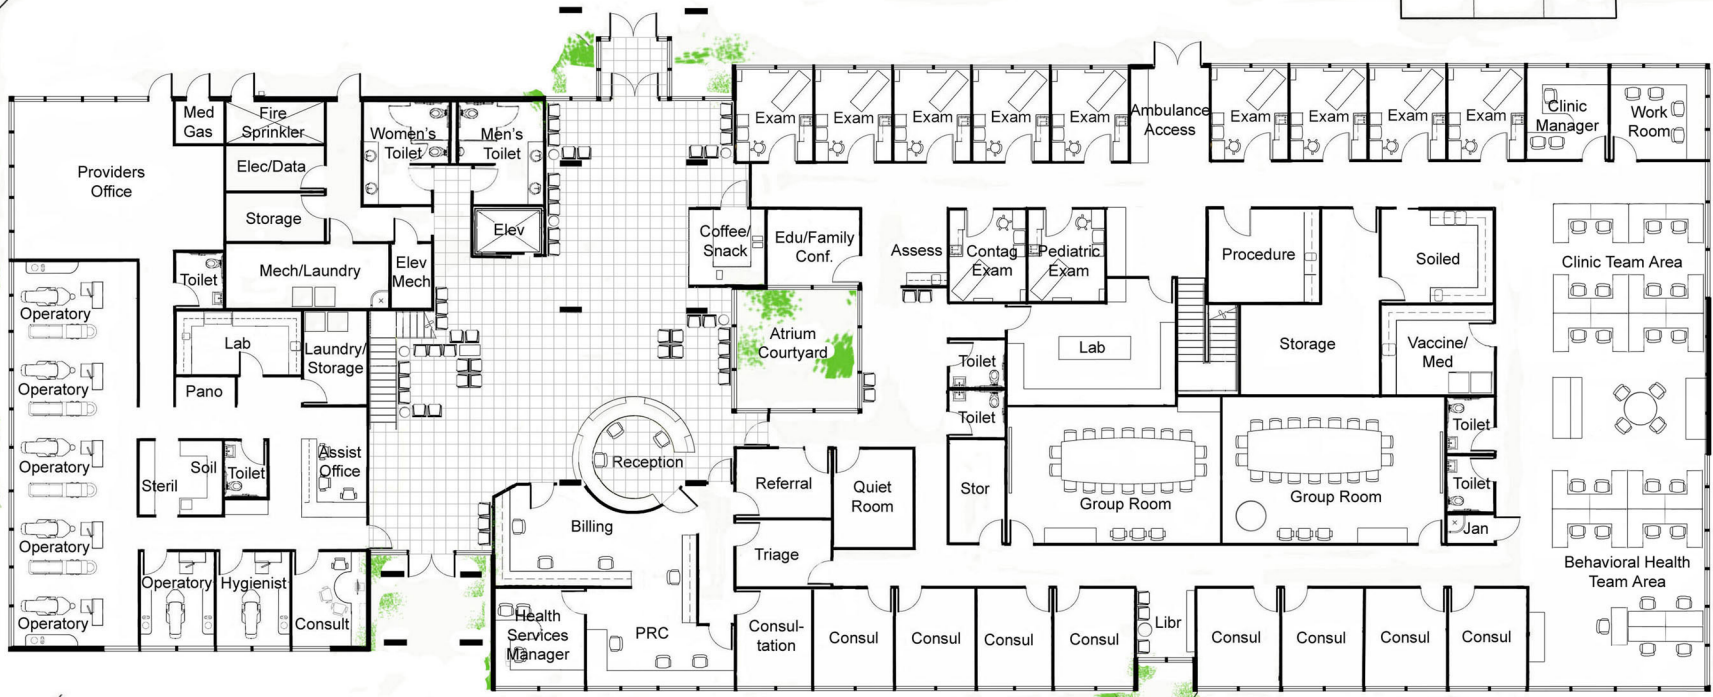 Med
Gas
Fire
Sprinkler
Women's
Toilet
Men's
Toilet
Exam
Exam
Exam
Exam
Exam
Ambulance
Access
Exam
Exam
Exam
Exam
Clinic
Manager
Work
Room
Providers
Office
Elec/Data
Storage
Elev
Coffee/
Snack
Edu/Family
Conf.
Assess
Contag
Exam
Pediatric
Exam
Procedure
Soiled
Clinic Team Area
Toilet
Mech/Laundry
Elev
Mech
Operatory
Lab
Laundry/
Storage
Atrium
Courtyard
Toilet
Lab
Storage
Vaccine/
Med
Operatory
Pano
Toilet
Toilet
Operatory
Soil
Steril
Toilet
Assist
Office
Reception
Referral
Quiet
Room
Stor
Group Room
Group Room
Toilet
Jan
Operatory
Billing
Triage
Behavioral Health
Team Area
Operatory
Operatory
Hygienist
Consult
Health
Services
Manager
PRC
Consul-
tation
Consul
Consul
Consul
Consul
Libr
Consul
Consul
Consul
Consul